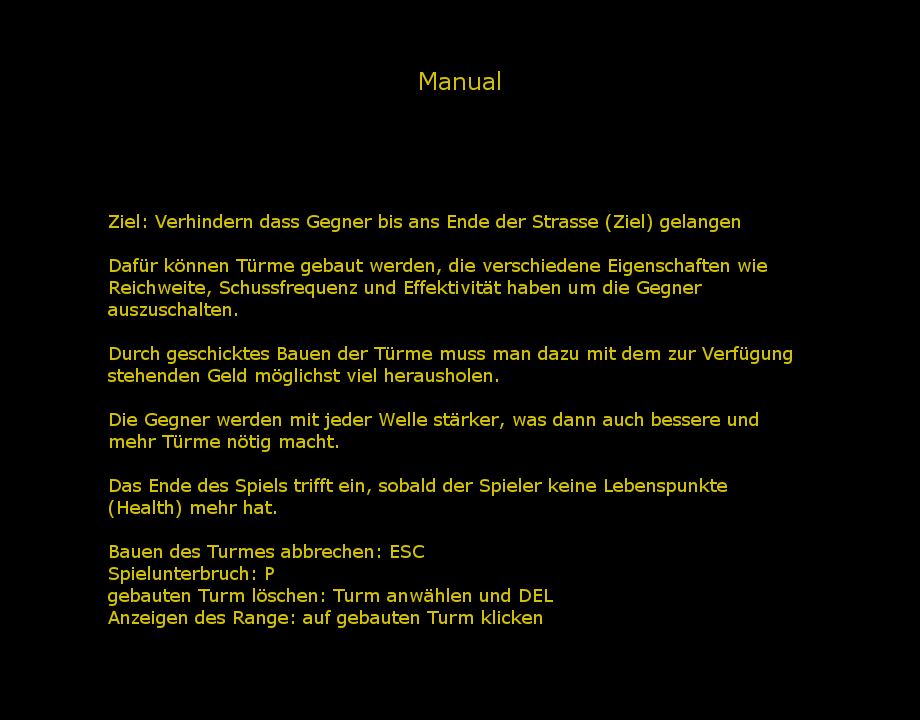 Manual
Ziel: Verhindern dass Gegner bis ans Ende der Strasse (Ziel) gelangen
Dafür können Türme gebaut werden, die verschiedene Eigenschaften wie
Reichweite, Schussfrequenz und Effektivität haben um die Gegner
auszuschalten.
Durch geschicktes Bauen der Türme muss man dazu mit dem zur Verfügung
stehenden Geld möglichst viel herausholen.
Die Gegner werden mit jeder Welle stärker, was dann auch bessere und
mehr Türme nötig macht.
Das Ende des Spiels trifft ein, sobald der Spieler keine Lebenspunkte
(Health) mehr hat.
Bauen des Turmes abbrechen: ESC
Spielunterbruch: P
gebauten Turm löschen: Turm anwählen und DEL
Anzeigen des Range: auf gebauten Turm klicken